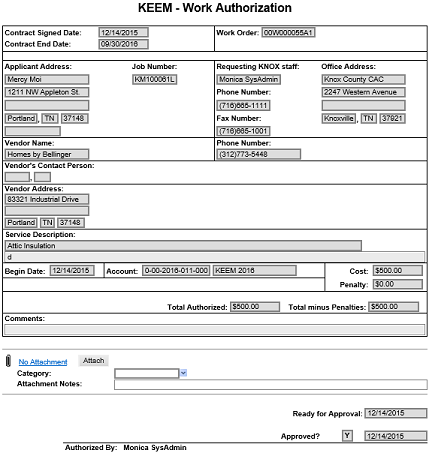 KEEM - Work Authorization
Contract Signed Date: 12/14/2015 Work Order: 00W000055A1
Contract End Date: 09/30/2016
Applicant Address: Job Number: Requesting KNOX staff: Office Address:
Mercy Moi KM100061L Monica SysAdmin Knox County CAC
1211 NW Appleton St. Phone Number: 2247 Western Avenue
(716)665-1111
Portland, TN 37148 Fax Number: Knoxville, TN 37921
(716)665-1001
Vendor Name: Phone Number:
Homes by Bellinger (312)773-5448
Vendor's Contact Person:
,
Vendor Address:
83321 Industrial Drive
Portland TN 37148
Service Description:
Attic Insulation
d
Begin Date: 12/14/2015 Account: 0-00-2016-011-000 KEEM 2016 Cost: $500.00
Penalty: $0.00
Total Authorized: $500.00 Total minus Penalties: $500.00
Comments:
No Attachment Attach
Category:
Attachment Notes:
Ready for Approval: 12/14/2015
Approved? Y 12/14/2015
Authorized By: Monica SysAdmin